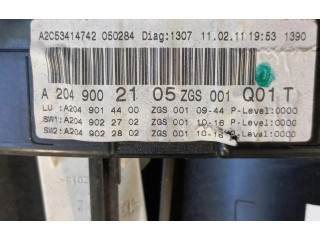 A2C53414742 050284 Diag:1307 11.02.11 19:53 1390
A 204 900 21 05 ZGS 001 Q01 T
LU :A204 901 44 00 ZGS 001 09-44 P-Level:0000
SW1:A204 902 27 02 ZGS 001 10-16 P-Level:0000
SW2:A204 902 28 02 ZGS 001 10-16 P-Level:0000